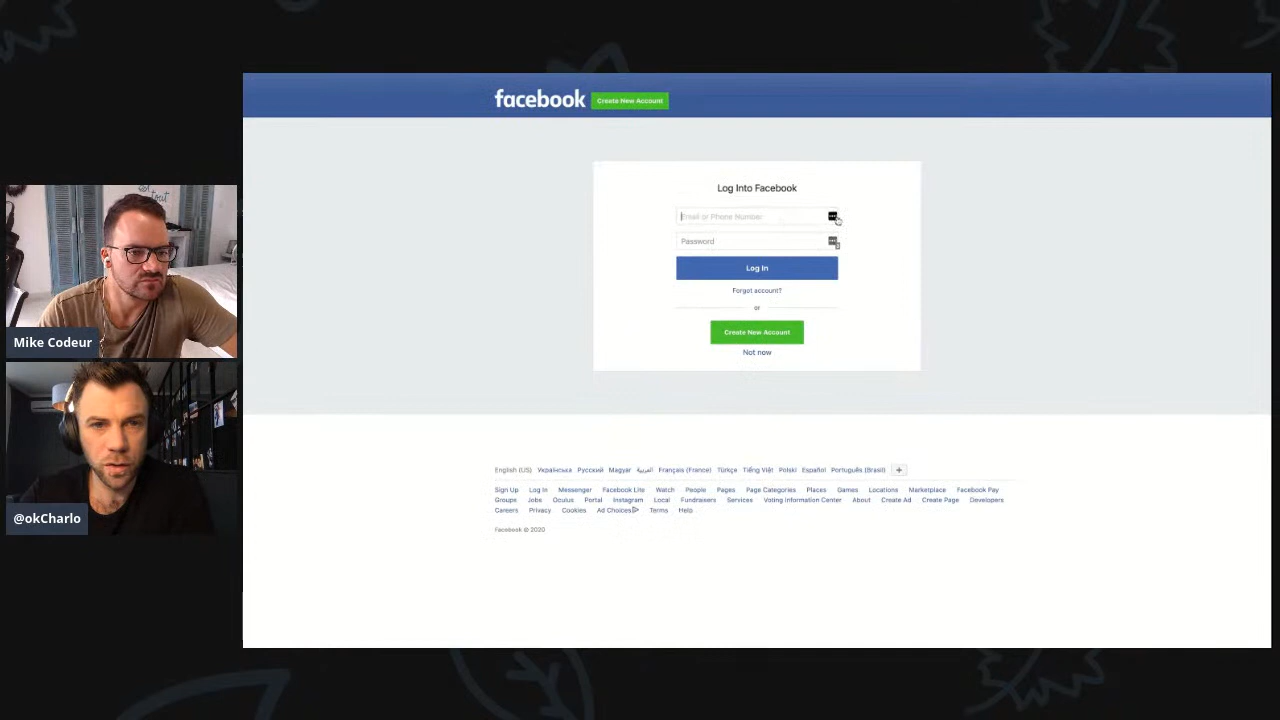 facebook
Create New Account
Log Into Facebook
Email or Phone Number
Password
Log In
Forgot account?
or
Create New Account
Not now
Mike Codeur
@okCharlo
English (US) Українська Русский Magyar العربية Français (France) Türkçe Tiếng Việt Polski Español Português (Brasil) +
Sign Up Log In Messenger Facebook Lite Watch People Pages Page Categories Places Games Locations Marketplace Facebook Pay
Groups Jobs Oculus Portal Instagram Local Fundraisers Services Voting Information Center About Create Ad Create Page Developers
Careers Privacy Cookies Ad Choices Terms Help
Facebook © 2020